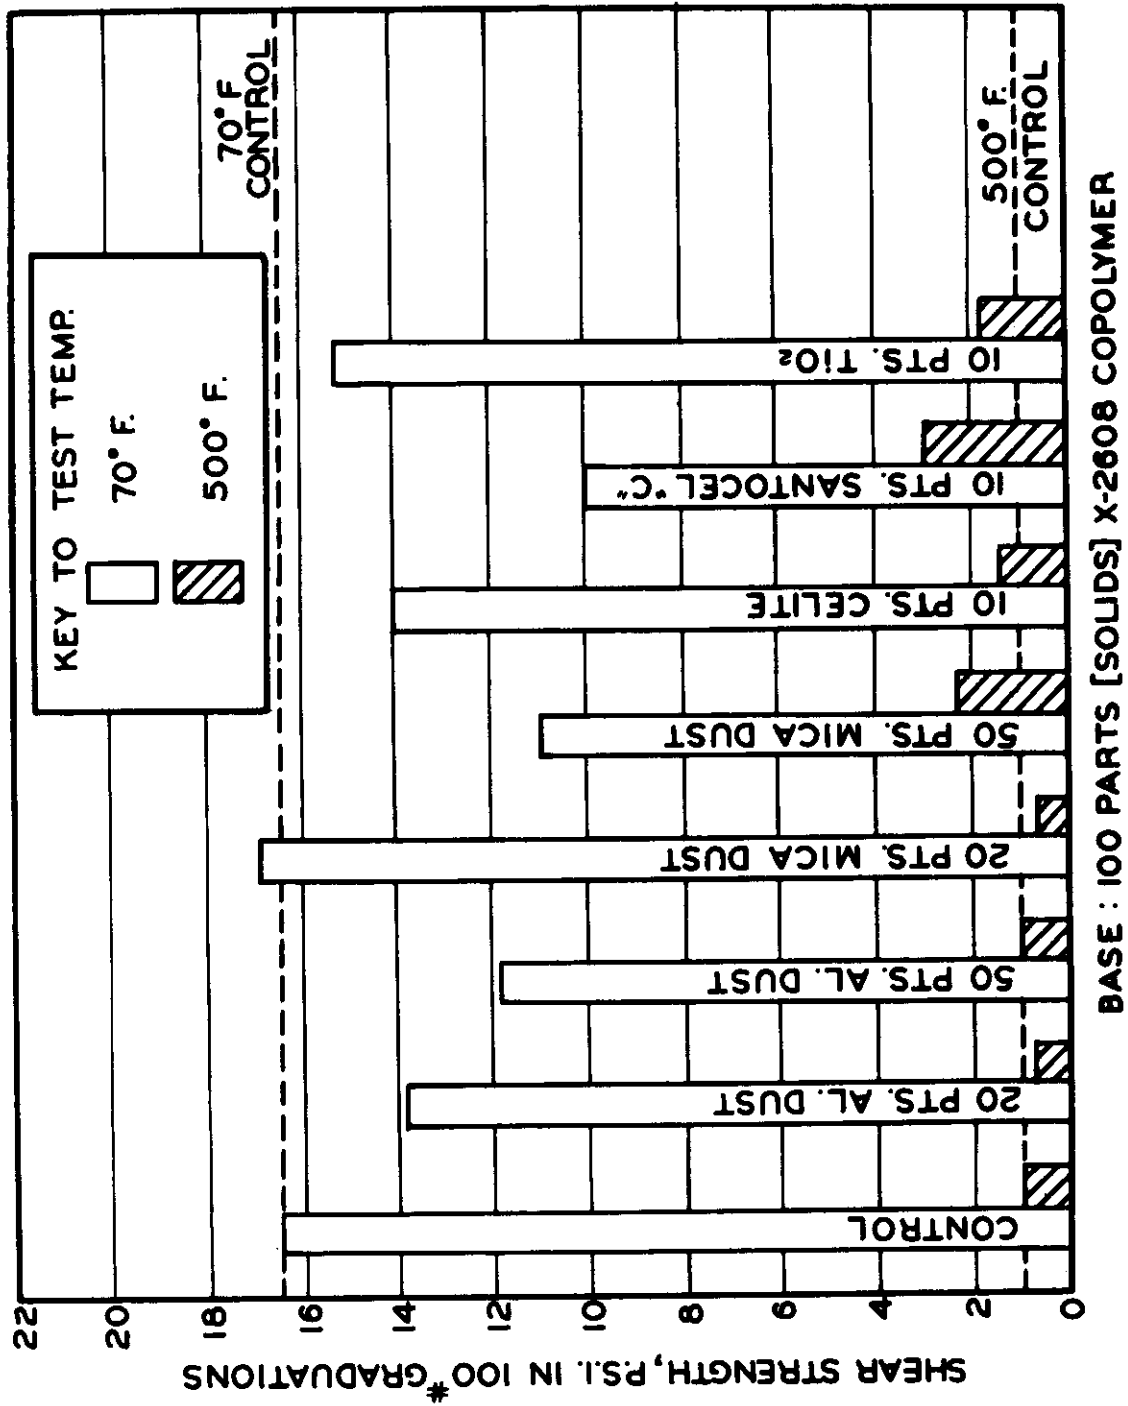 KEY TO TEST TEMP.
70° F.
500° F.
70° F
CONTROL
500° F.
CONTROL
22
20
18
16
14
12
10
8
6
4
2
0
SHEAR STRENGTH, P.S.I. IN 100# GRADUATIONS
CONTROL
20 PTS. AL. DUST
50 PTS. AL. DUST
20 PTS. MICA DUST
50 PTS. MICA DUST
10 PTS. CELITE
10 PTS. SANTOCEL "C"
10 PTS. TiO₂
BASE : 100 PARTS [SOLIDS] X-2608 COPOLYMER